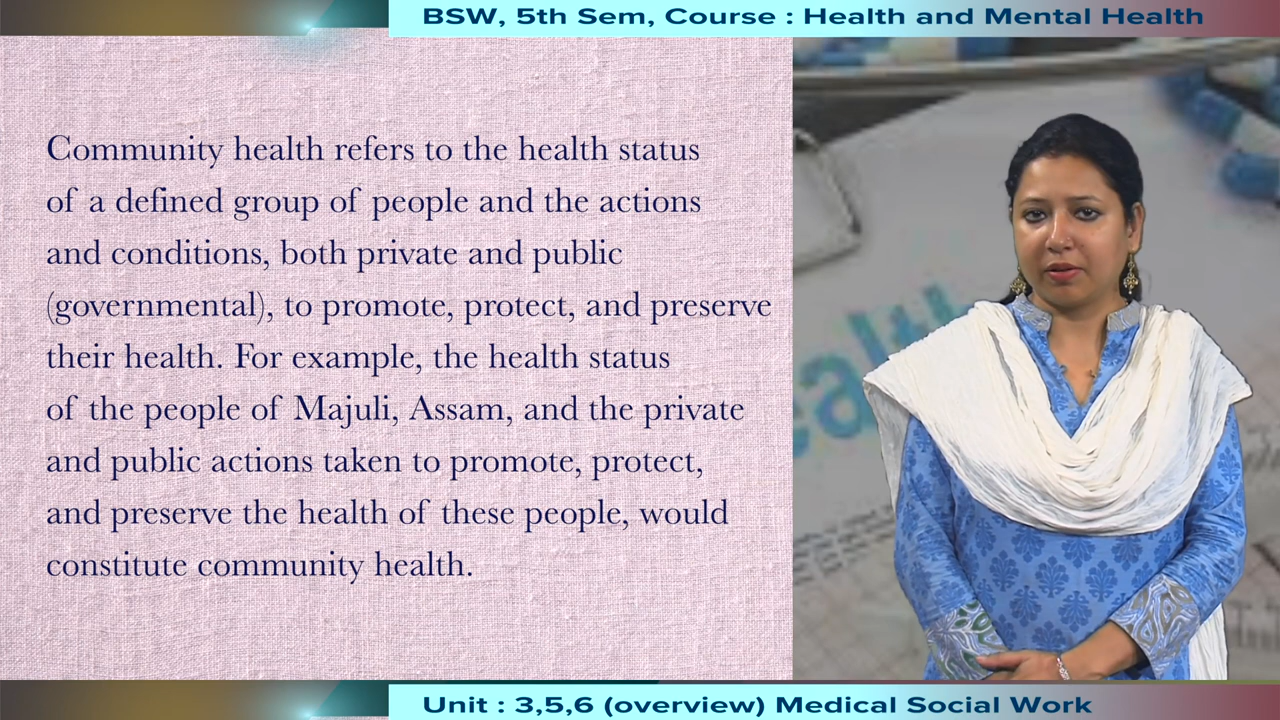 BSW, 5th Sem, Course : Health and Mental Health
Community health refers to the health status
of a defined group of people and the actions
and conditions, both private and public
(governmental), to promote, protect, and preserve
their health. For example, the health status
of the people of Majuli, Assam, and the private
and public actions taken to promote, protect,
and preserve the health of these people, would
constitute community health.
Unit : 3,5,6 (overview) Medical Social Work